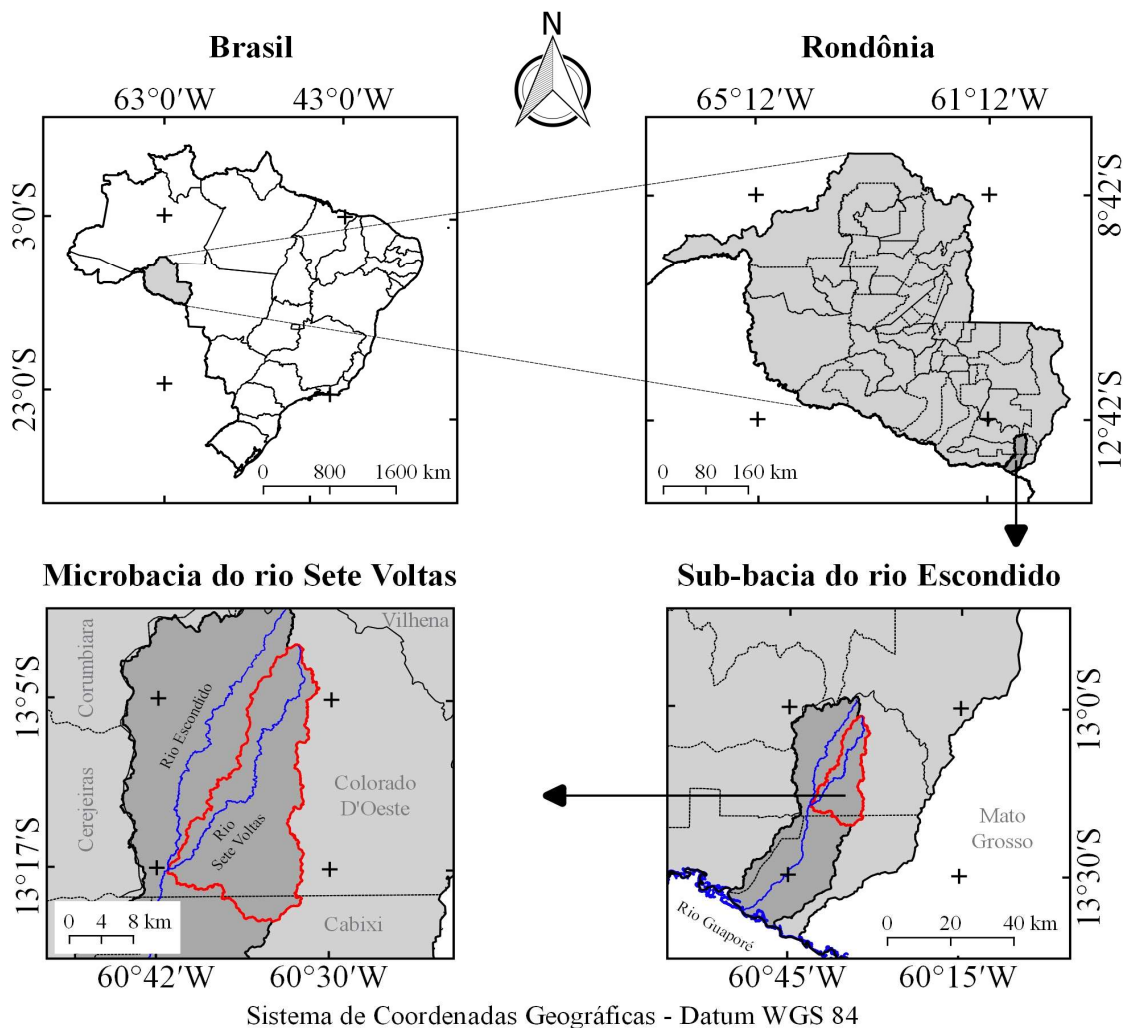 Brasil
N
Rondônia
63°0'W 43°0'W
65°12'W 61°12'W
3°0'S
23°0'S
8°42'S
12°42'S
0 800 1600 km
0 80 160 km
Microbacia do rio Sete Voltas
Sub-bacia do rio Escondido
Vilhena
Corumbiara
13°5'S
Rio Escondido
Cerejeiras
Colorado
D'Oeste
Rio
Sete Voltas
13°17'S
0 4 8 km
Cabixi
60°42'W 60°30'W
13°0'S
Mato
Grosso
13°30'S
Rio Guaporé
0 20 40 km
60°45'W 60°15'W
Sistema de Coordenadas Geográficas - Datum WGS 84